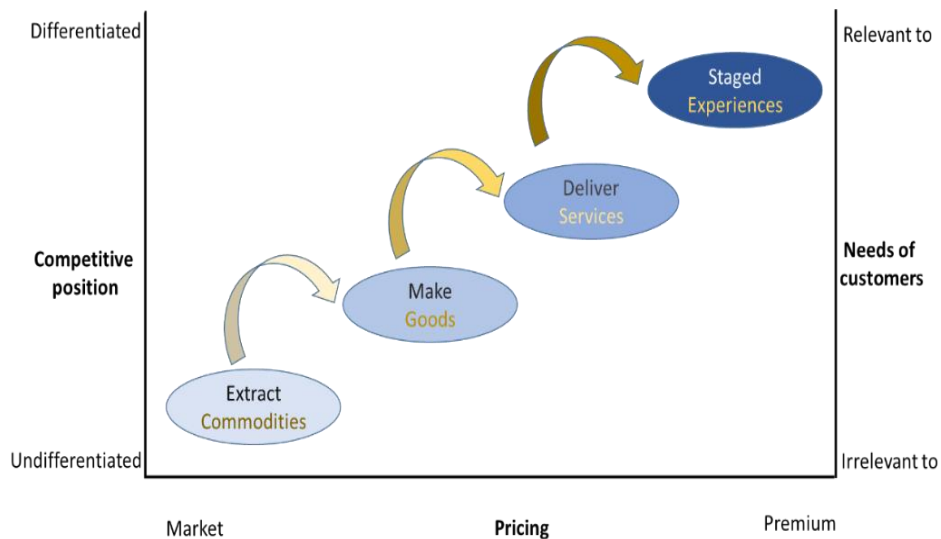 Differentiated
Relevant to
Staged
Experiences
Deliver
Services
Competitive
position
Needs of
customers
Make
Goods
Extract
Commodities
Undifferentiated
Irrelevant to
Market
Pricing
Premium